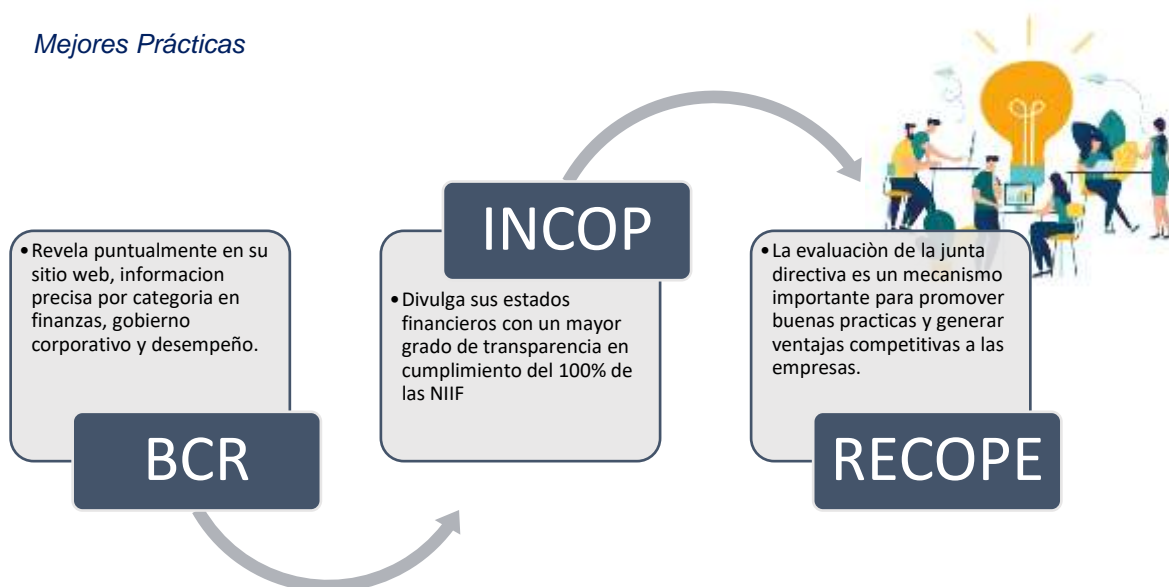 Mejores Prácticas
• Revela puntualmente en su
sitio web, informacion
precisa por categoria en
finanzas, gobierno
corporativo y desempeño.
BCR
INCOP
• Divulga sus estados
financieros con un mayor
grado de transparencia en
cumplimiento del 100% de
las NIIF
• La evaluaciòn de la junta
directiva es un mecanismo
importante para promover
buenas practicas y generar
ventajas competitivas a las
empresas.
RECOPE